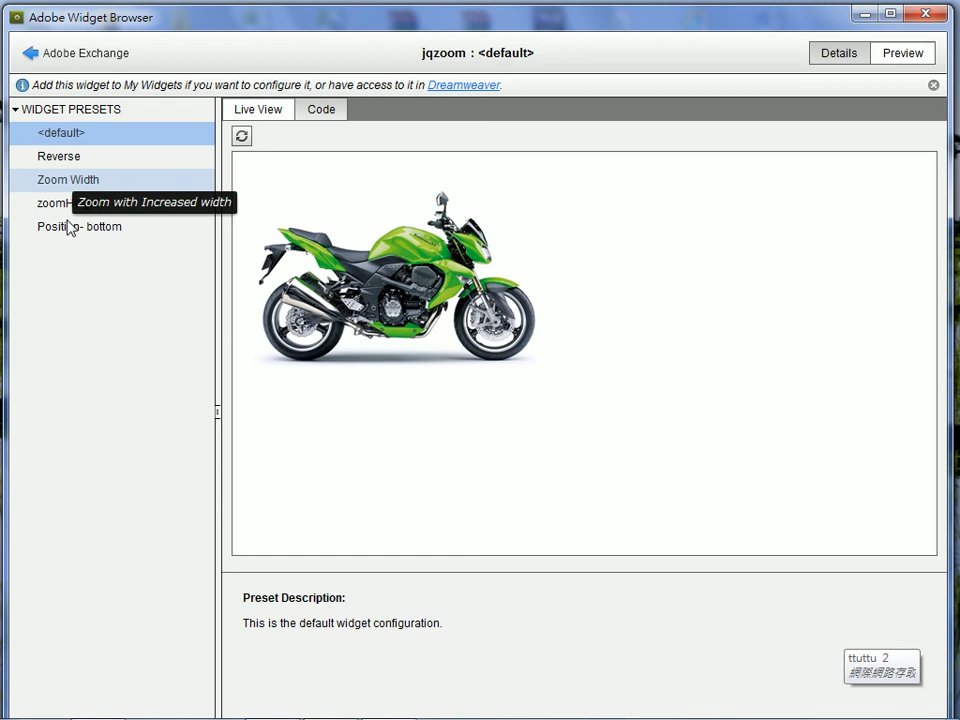 Adobe Widget Browser
Adobe Exchange
jqzoom : <default>
Details
Preview
Add this widget to My Widgets if you want to configure it, or have access to it in Dreamweaver.
WIDGET PRESETS
<default>
Reverse
Zoom Width
Zoom with Increased width
Position- bottom
Live View
Code
Preset Description:
This is the default widget configuration.
ttuttu 2
網際網路存取